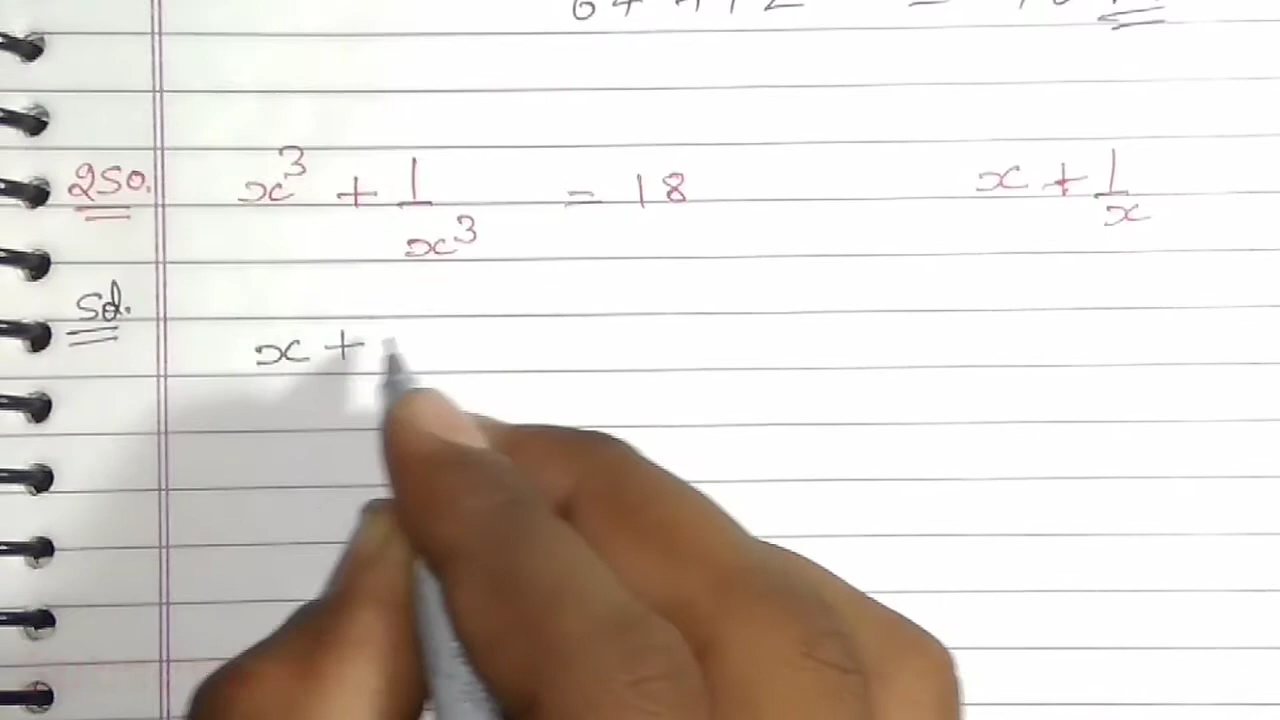 250. x³ + 1/x³ = 18 x + 1/x
Sol. x +